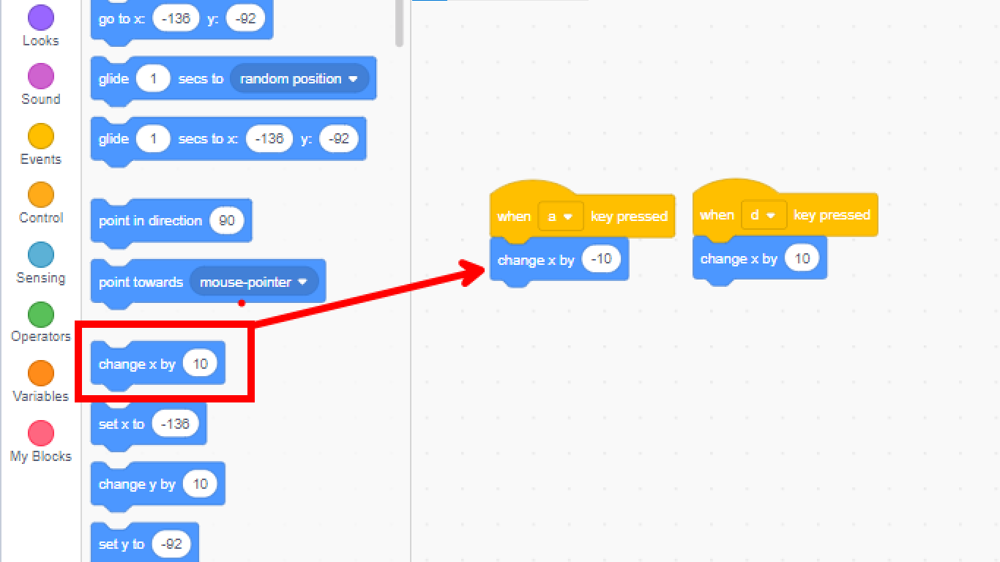 Looks
Sound
Events
Control
Sensing
Operators
Variables
My Blocks
go to x: -136 y: -92
glide 1 secs to random position
glide 1 secs to x: -136 y: -92
point in direction 90
point towards mouse-pointer
change x by 10
set x to -136
change y by 10
set y to -92
when a key pressed
change x by -10
when d key pressed
change x by 10